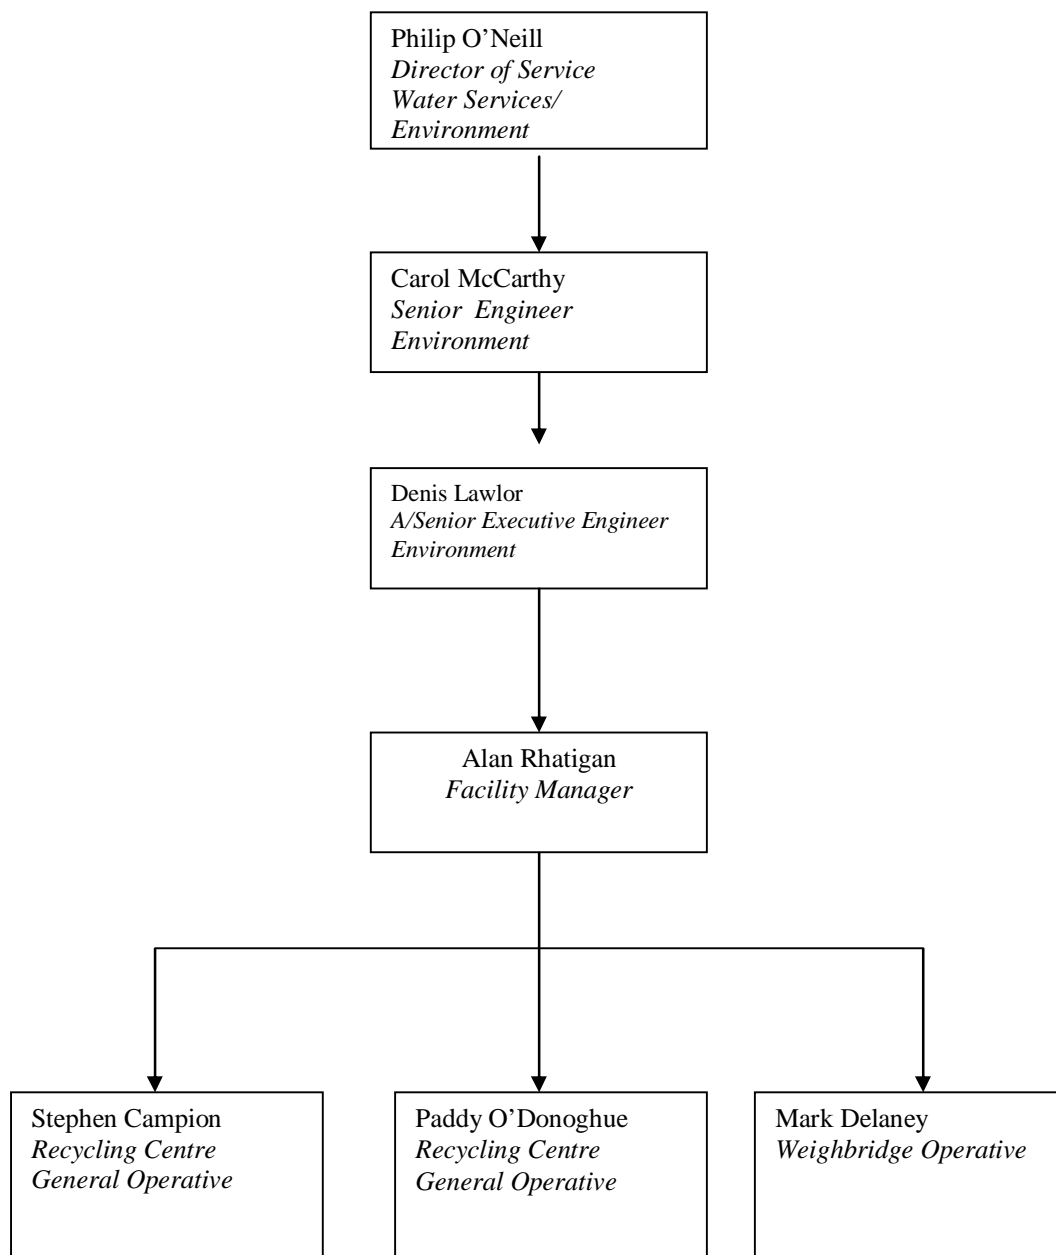 Philip O’Neill
Director of Service
Water Services/
Environment
Carol McCarthy
Senior  Engineer
Environment
Denis Lawlor
A/Senior Executive Engineer
Environment
Alan Rhatigan
Facility Manager
Stephen Campion
Recycling Centre
General Operative
Paddy O’Donoghue
Recycling Centre
General Operative
Mark Delaney
Weighbridge Operative